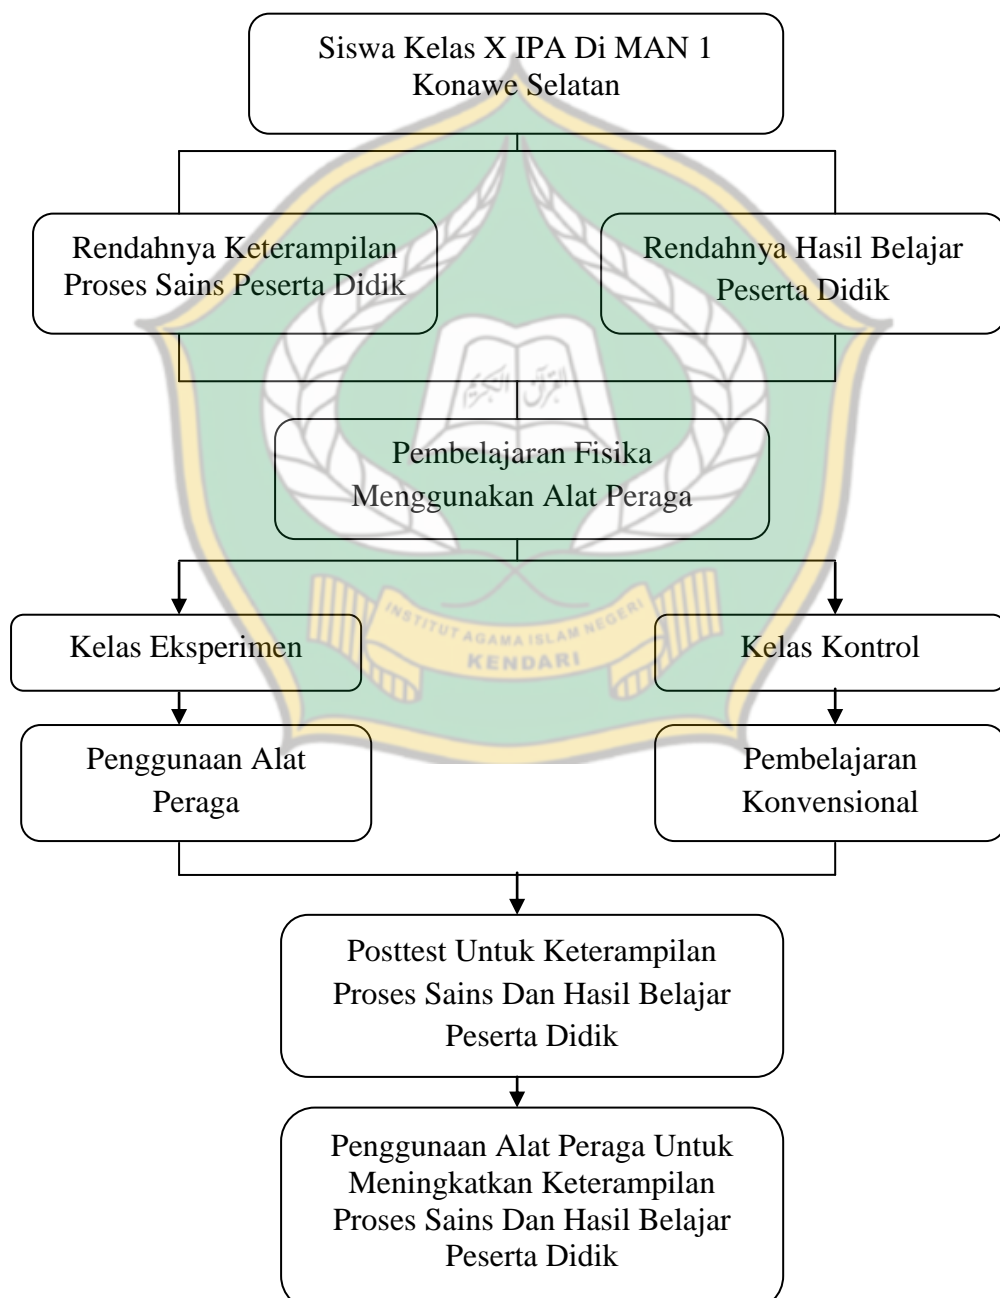 Siswa Kelas X IPA Di MAN 1
Konawe Selatan
Rendahnya Keterampilan
Proses Sains Peserta Didik
Rendahnya Hasil Belajar
Peserta Didik
القرآن الكريم
Pembelajaran Fisika
Menggunakan Alat Peraga
INSTITUT AGAMA ISLAM NEGERI
KENDARI
Kelas Eksperimen
Kelas Kontrol
Penggunaan Alat
Peraga
Pembelajaran
Konvensional
Posttest Untuk Keterampilan
Proses Sains Dan Hasil Belajar
Peserta Didik
Penggunaan Alat Peraga Untuk
Meningkatkan Keterampilan
Proses Sains Dan Hasil Belajar
Peserta Didik